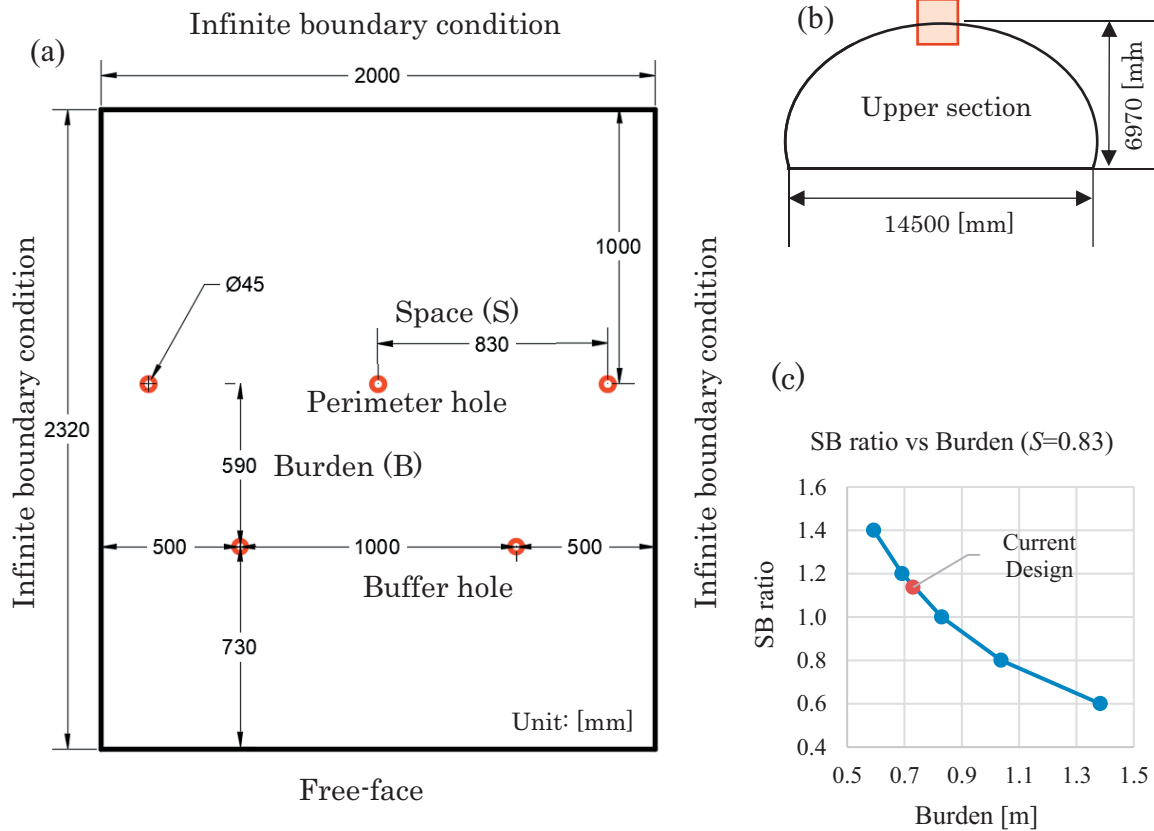 (a)
Infinite boundary condition
2000
Infinite boundary condition
2320
Ø45
1000
Space (S)
830
Perimeter hole
590
Burden (B)
500
1000
500
Buffer hole
730
Unit: [mm]
Free-face
Infinite boundary condition
(b)
Upper section
6970 [mm
14500 [mm]
(c)
SB ratio vs Burden (S=0.83)
SB ratio
1.6
1.4
1.2
1.0
0.8
0.6
0.4
Current
Design
0.5 0.7 0.9 1.1 1.3 1.5
Burden [m]